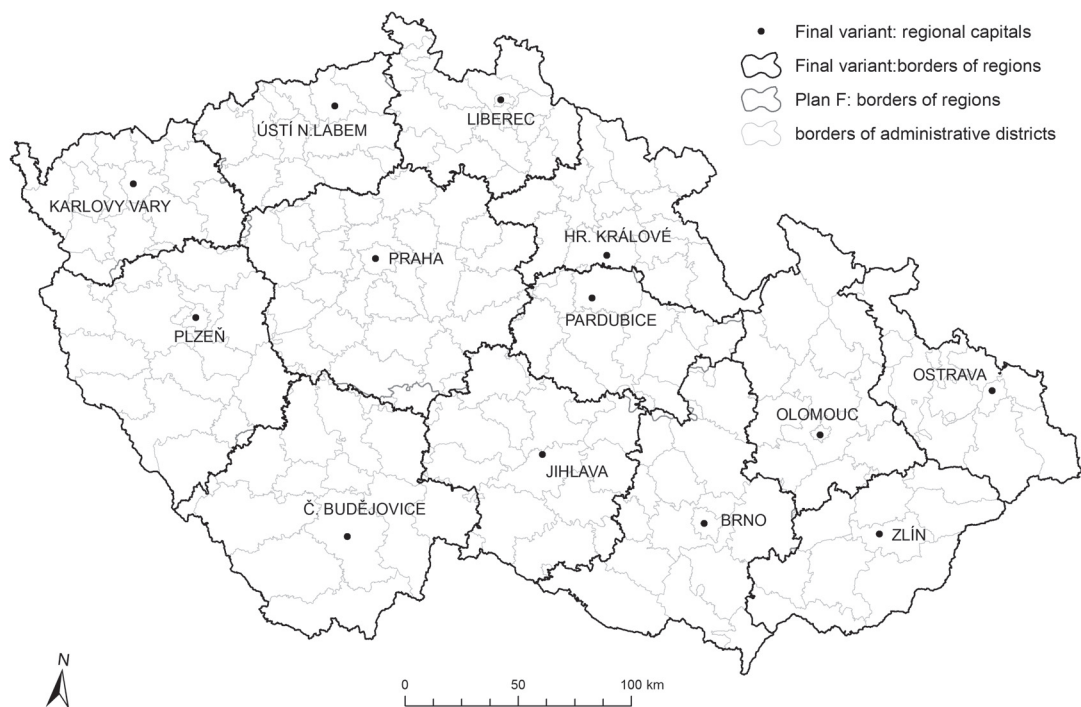 Final variant: regional capitals
Final variant:borders of regions
Plan F: borders of regions
borders of administrative districts
ÚSTÍ N.LABEM
LIBEREC
KARLOVY VARY
HR. KRÁLOVÉ
PRAHA
PARDUBICE
PLZEŇ
OSTRAVA
OLOMOUC
JIHLAVA
Č. BUDĚJOVICE
BRNO
ZLÍN
N
0 50 100 km